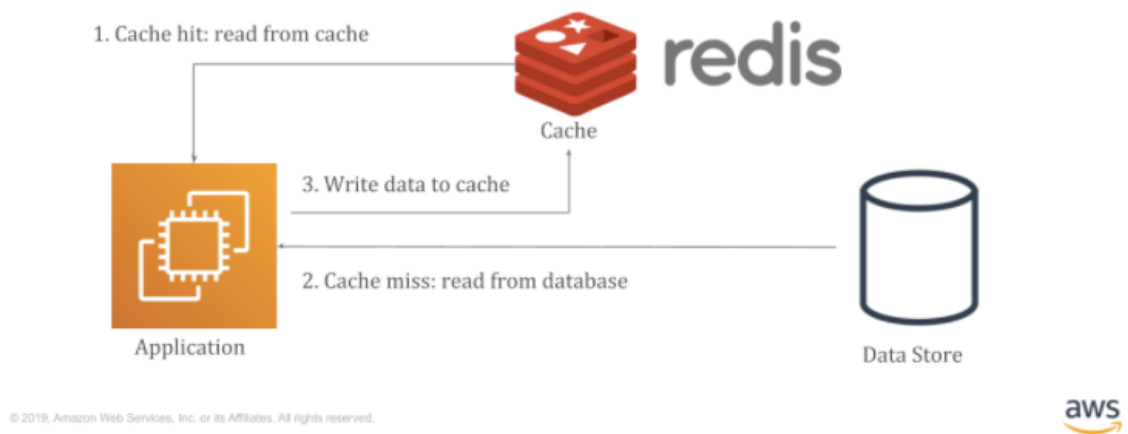 1. Cache hit: read from cache
redis
Cache
3. Write data to cache
2. Cache miss: read from database
Application
Data Store
© 2019, Amazon Web Services, Inc. or its Affiliates. All rights reserved.
aws